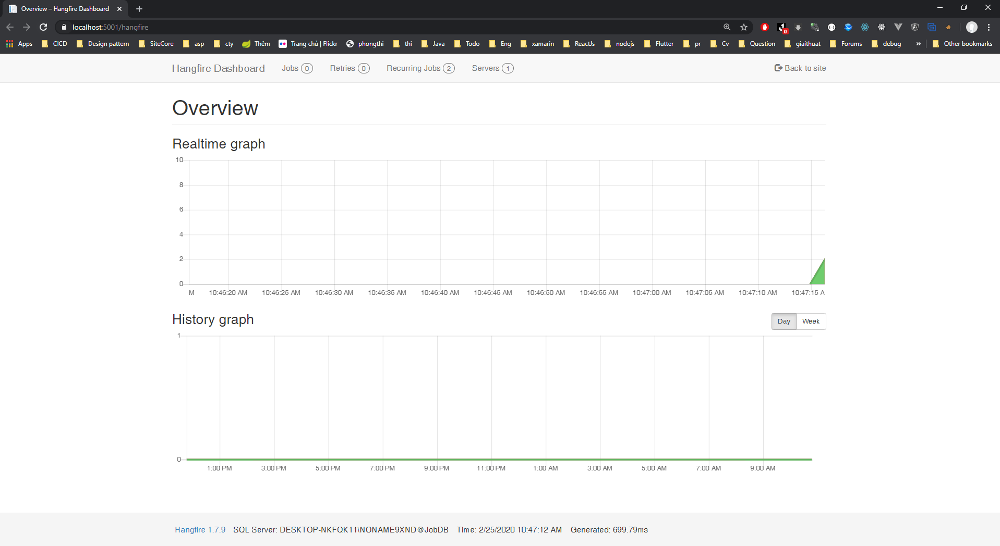 Overview – Hangfire Dashboard
localhost:5001/hangfire
0
Apps CICD Design pattern SiteCore asp cty Thêm Trang chủ | Flickr phongthi thi Java Todo Eng xamarin ReactJs nodejs Flutter pr Cv Question giaithuat Forums debug » Other bookmarks
Hangfire Dashboard Jobs 0 Retries 0 Recurring Jobs 2 Servers 1 Back to site
Overview
Realtime graph
10
8
6
4
2
0
M 10:46:20 AM 10:46:25 AM 10:46:30 AM 10:46:35 AM 10:46:40 AM 10:46:45 AM 10:46:50 AM 10:46:55 AM 10:47:00 AM 10:47:05 AM 10:47:10 AM 10:47:15 A
History graph Day Week
1
0
1:00 PM 3:00 PM 5:00 PM 7:00 PM 9:00 PM 11:00 PM 1:00 AM 3:00 AM 5:00 AM 7:00 AM 9:00 AM
Hangfire 1.7.9 SQL Server: DESKTOP-NKFQK11\NONAME9XND@JobDB Time: 2/25/2020 10:47:12 AM Generated: 699.79ms